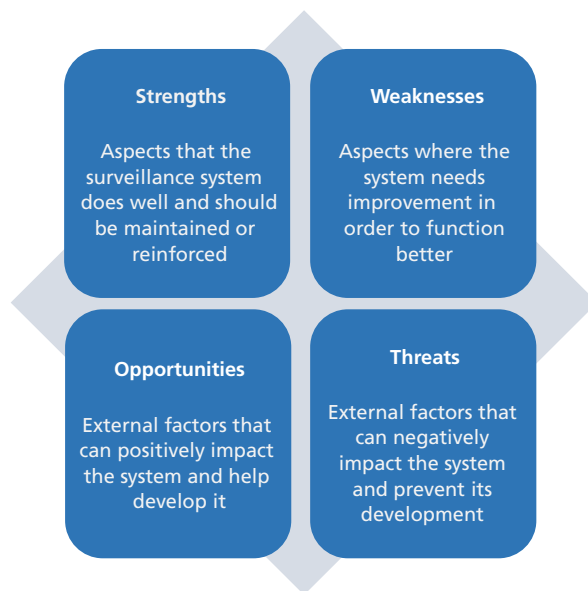 Strengths
Aspects that the
surveillance system
does well and should
be maintained or
reinforced
Weaknesses
Aspects where the
system needs
improvement in
order to function
better
Opportunities
External factors that
can positively impact
the system and help
develop it
Threats
External factors that
can negatively
impact the system
and prevent its
development